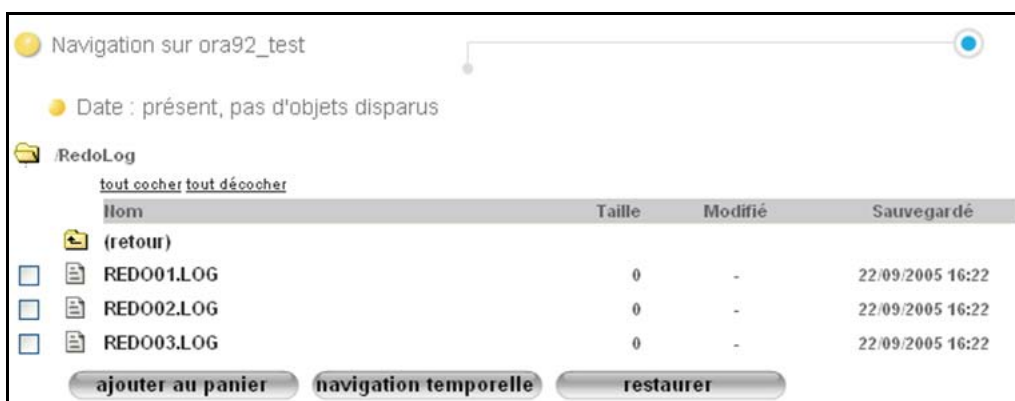 Navigation sur ora92_test
Date : présent, pas d'objets disparus
/RedoLog
tout cocher tout décocher
Nom Taille Modifié Sauvegardé
(retour)
REDO01.LOG 0 - 22/09/2005 16:22
REDO02.LOG 0 - 22/09/2005 16:22
REDO03.LOG 0 - 22/09/2005 16:22
ajouter au panier navigation temporelle restaurer